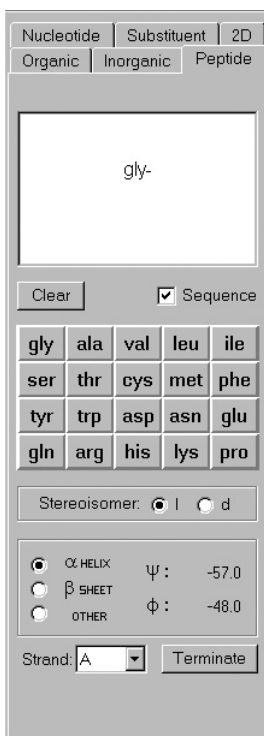 Nucleotide Substituent 2D
Organic Inorganic Peptide
gly-
Clear Sequence
gly ala val leu ile
ser thr cys met phe
tyr trp asp asn glu
gln arg his lys pro
Stereoisomer: l d
α HELIX Ψ : -57.0
β SHEET
OTHER ϕ : -48.0
Strand: A Terminate